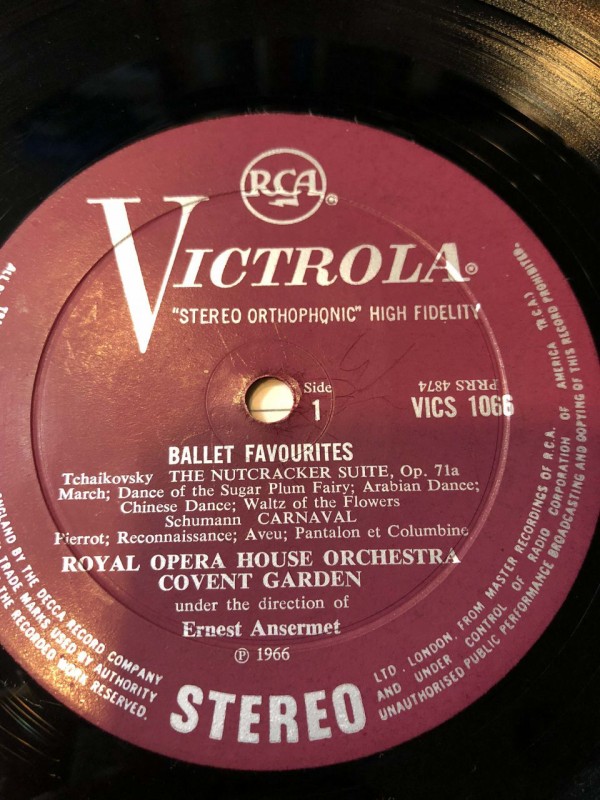 RCA
VICTROLA
"STEREO ORTHOPHONIC" HIGH FIDELITY
Side
1
PRRS 4874
VICS 1066
BALLET FAVOURITES
Tchaikovsky THE NUTCRACKER SUITE, Op. 71a
March; Dance of the Sugar Plum Fairy; Arabian Dance;
Chinese Dance; Waltz of the Flowers
Schumann CARNAVAL
Pierrot; Reconnaissance; Aveu; Pantalon et Columbine
ROYAL OPERA HOUSE ORCHESTRA
COVENT GARDEN
under the direction of
Ernest Ansermet
℗ 1966
STEREO
ENGLAND BY THE DECCA RECORD COMPANY
TRADE MARKS USED BY AUTHORITY
THE RECORDED WORK RESERVED.
LTD. LONDON. FROM MASTER RECORDINGS OF R.C.A.
AND UNDER CONTROL OF RADIO CORPORATION OF AMERICA (R.C.A.)
UNAUTHORISED PUBLIC PERFORMANCE BROADCASTING AND COPYING OF THIS RECORD PROHIBITED.
ALL